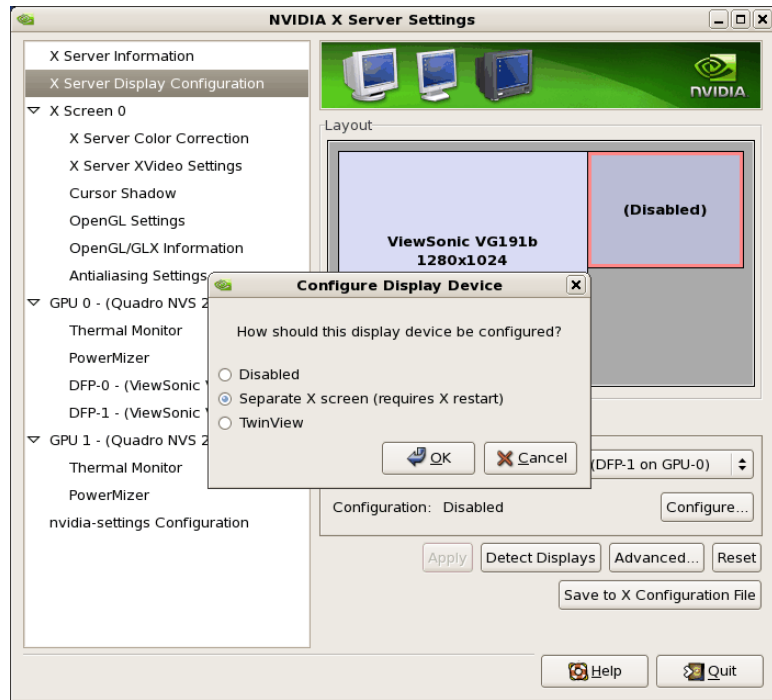 NVIDIA X Server Settings
X Server Information
X Server Display Configuration
X Screen 0
X Server Color Correction
X Server XVideo Settings
Cursor Shadow
OpenGL Settings
OpenGL/GLX Information
Antialiasing Settings
GPU 0 - (Quadro NVS 2
Thermal Monitor
PowerMizer
DFP-0 - (ViewSonic
DFP-1 - (ViewSonic
GPU 1 - (Quadro NVS 2
Thermal Monitor
PowerMizer
nvidia-settings Configuration
NVIDIA
Layout
ViewSonic VG191b
1280x1024
(Disabled)
Configure Display Device
How should this display device be configured?
Disabled
Separate X screen (requires X restart)
TwinView
OK
Cancel
(DFP-1 on GPU-0)
Configuration: Disabled
Configure...
Apply
Detect Displays
Advanced...
Reset
Save to X Configuration File
Help
Quit